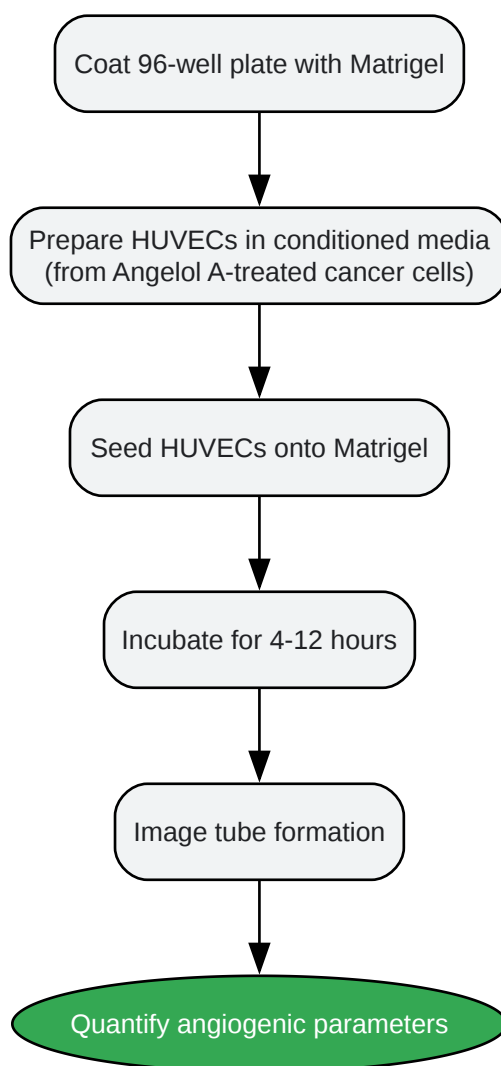 Coat 96-well plate with Matrigel
Prepare HUVECs in conditioned media
(from Angelol A-treated cancer cells)
Seed HUVECs onto Matrigel
Incubate for 4-12 hours
Image tube formation
Quantify angiogenic parameters